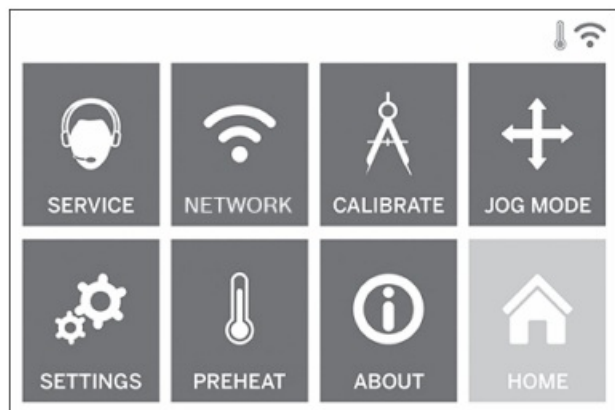 SERVICE NETWORK CALIBRATE JOG MODE
SETTINGS PREHEAT ABOUT HOME